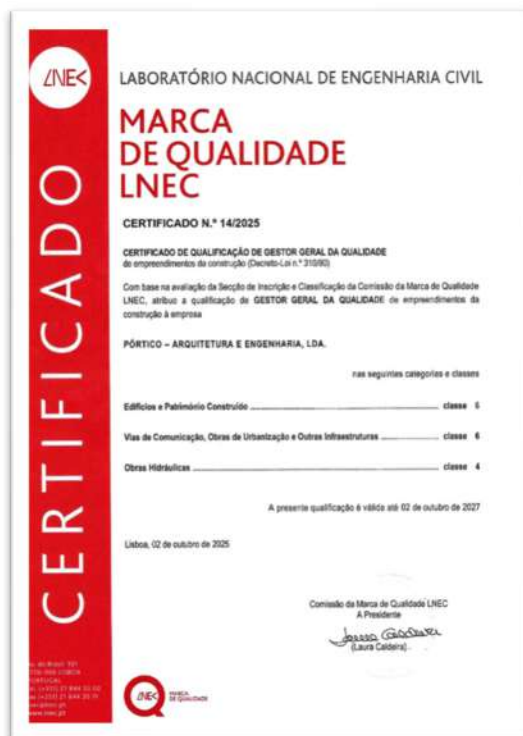 LNEC
LABORATÓRIO NACIONAL DE ENGENHARIA CIVIL
MARCA
DE QUALIDADE
LNEC
CERTIFICADO N.º 14/2025
CERTIFICADO DE QUALIFICAÇÃO DE GESTOR GERAL DA QUALIDADE
de empreendimentos da construção (Decreto-Lei n.º 310/90)
Com base na avaliação da Secção de Inscrição e Classificação da Comissão da Marca de Qualidade
LNEC, atribuo a qualificação de GESTOR GERAL DA QUALIDADE de empreendimentos da
construção à empresa
PÓRTICO – ARQUITETURA E ENGENHARIA, LDA.
nas seguintes categorias e classes
Edifícios e Património Construído classe
Vias de Comunicação, Obras de Urbanização e Outras Infraestruturas classe 6
Obras Hidráulicas classe 4
A presente qualificação é válida até 02 de outubro de 2027
Lisboa, 02 de outubro de 2025
Comissão da Marca de Qualidade LNEC
A Presidente
(Laura Caldeira)
CERTIFICADO
LISBOA
PORTUGAL
www.lnec.pt
LNEC
MARCA
DE QUALIDADE